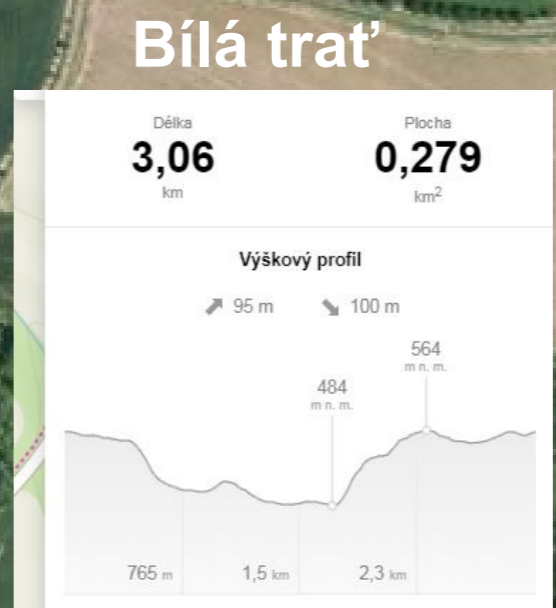 Bílá trať
Délka Plocha
3,06 0,279
km km²
Výškový profil
95 m 100 m
564
m n. m.
484
m n. m.
765 m 1,5 km 2,3 km